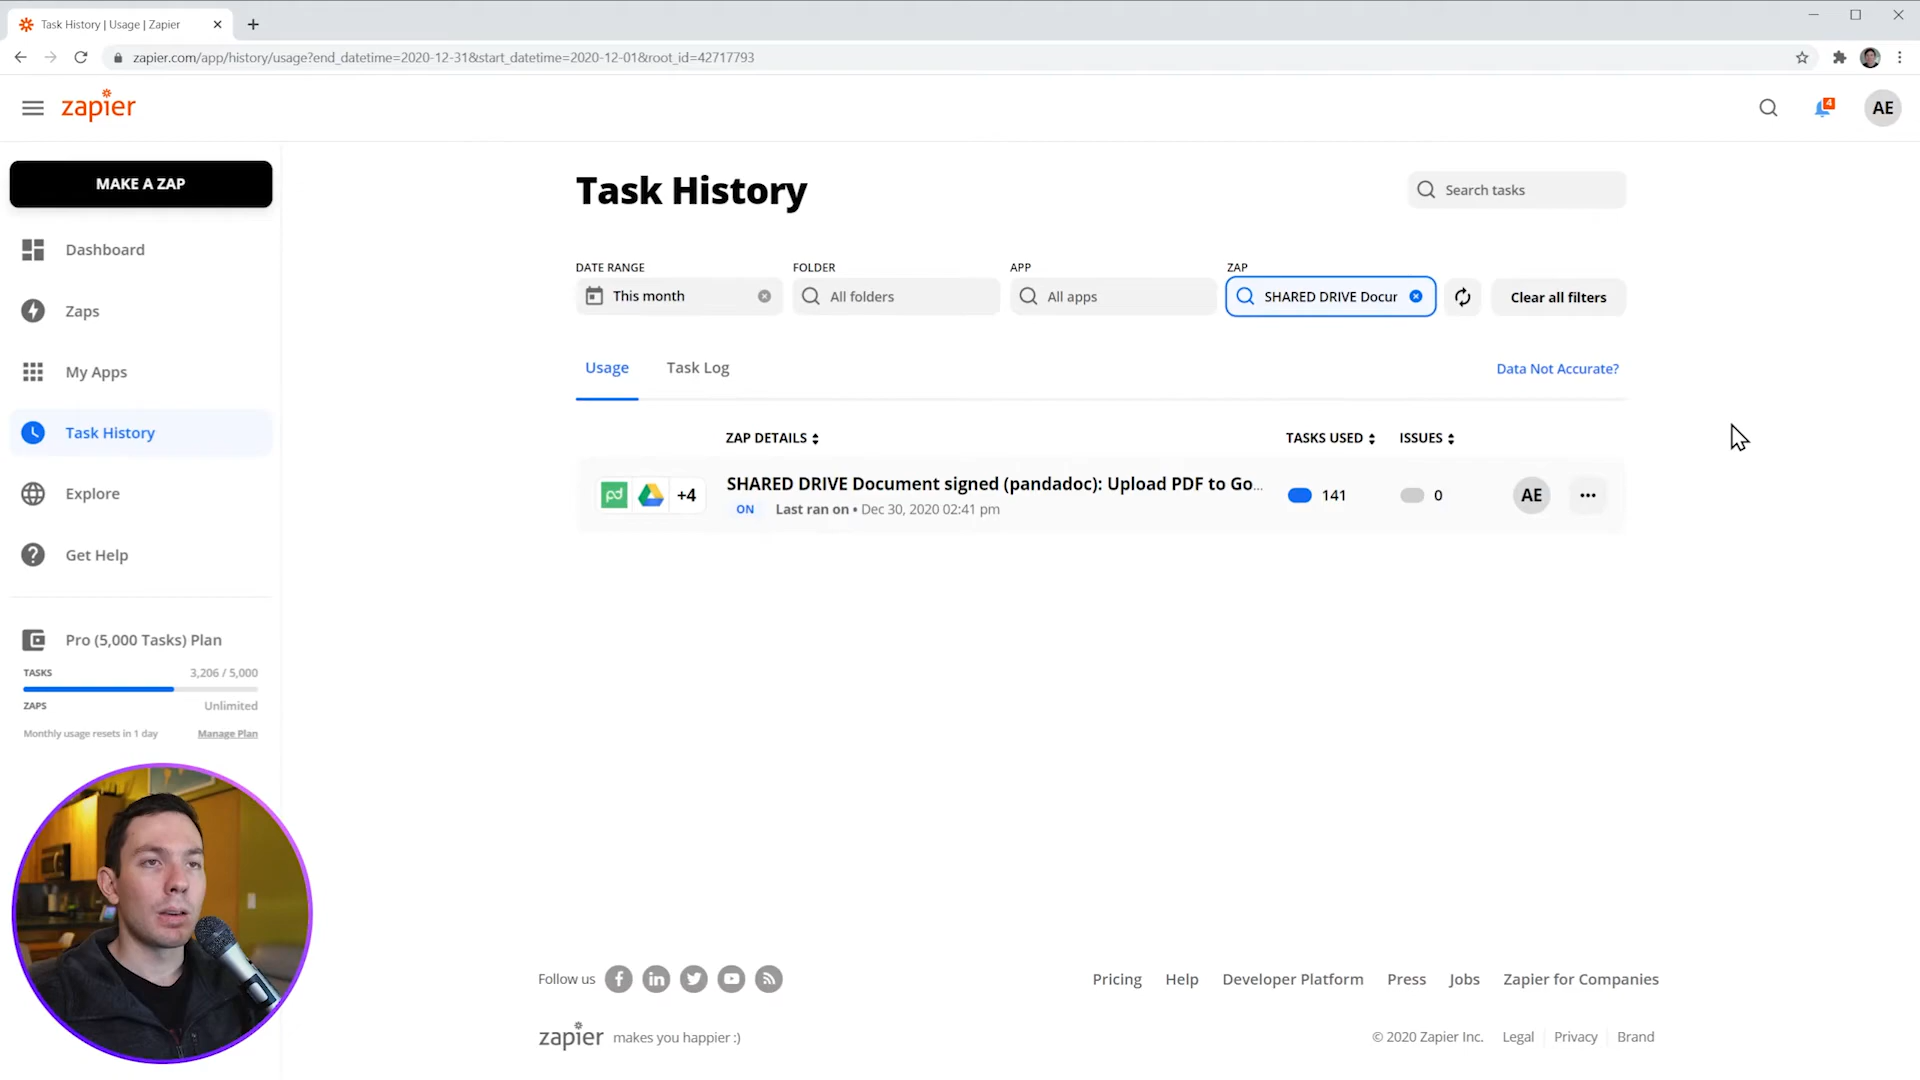 Task History | Usage | Zapier
zapier.com/app/history/usage?end_datetime=2020-12-31&start_datetime=2020-12-01&root_id=42717793
zapier
4
AE
MAKE A ZAP
Dashboard
Zaps
My Apps
Task History
Explore
Get Help
Pro (5,000 Tasks) Plan
TASKS 3,206 / 5,000
ZAPS Unlimited
Monthly usage resets in 1 day Manage Plan
Task History
Search tasks
DATE RANGE FOLDER APP ZAP
This month All folders All apps SHARED DRIVE Docur Clear all filters
Usage Task Log Data Not Accurate?
ZAP DETAILS TASKS USED ISSUES
pd +4 SHARED DRIVE Document signed (pandadoc): Upload PDF to Go... 141 0 AE
ON Last ran on • Dec 30, 2020 02:41 pm
Follow us Pricing Help Developer Platform Press Jobs Zapier for Companies
zapier makes you happier :) © 2020 Zapier Inc. Legal Privacy Brand